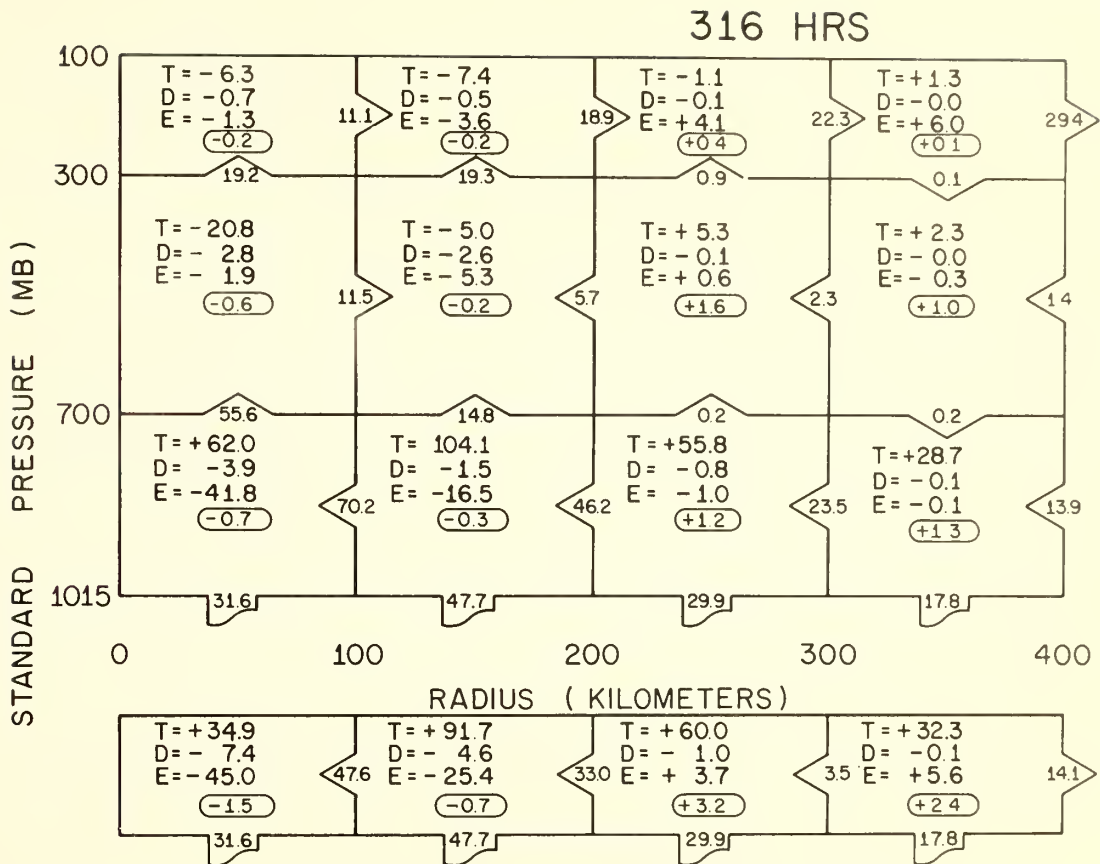 316 HRS
STANDARD PRESSURE (MB)
100
T = - 6.3
D = - 0.7
E = - 1.3
-0.2
11.1
T = - 7.4
D = - 0.5
E = - 3.6
-0.2
18.9
T = - 1.1
D = - 0.1
E = + 4.1
+0.4
22.3
T = + 1.3
D = - 0.0
E = + 6.0
+0.1
29.4
300
19.2
19.3
0.9
0.1
T = - 20.8
D = - 2.8
E = - 1.9
-0.6
11.5
T = - 5.0
D = - 2.6
E = - 5.3
-0.2
5.7
T = + 5.3
D = - 0.1
E = + 0.6
+1.6
2.3
T = + 2.3
D = - 0.0
E = - 0.3
+1.0
1 4
700
55.6
14.8
0.2
0.2
T = +62.0
D = -3.9
E = -41.8
-0.7
70.2
T = 104.1
D = -1.5
E = -16.5
-0.3
46.2
T = +55.8
D = -0.8
E = -1.0
+1.2
23.5
T = +28.7
D = -0.1
E = -0.1
+1 3
13.9
1015
31.6
47.7
29.9
17.8
0 100 200 300 400
RADIUS (KILOMETERS)
T = +34.9
D = - 7.4
E = -45.0
-1.5
47.6
T = +91.7
D = - 4.6
E = - 25.4
-0.7
33.0
T = +60.0
D = - 1.0
E = + 3.7
+3.2
3.5
T = +32.3
D = -0.1
E = +5.6
+2 4
14.1
31.6
47.7
29.9
17.8